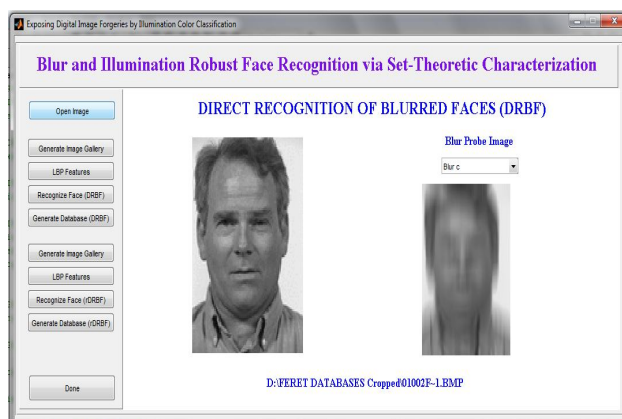 Exposing Digital Image Forgeries by Illumination Color Classification
Blur and Illumination Robust Face Recognition via Set-Theoretic Characterization
Open Image
Generate Image Gallery
LBP Features
Recognize Face (DRBF)
Generate Database (DRBF)
Generate Image Gallery
LBP Features
Recognize Face (rDRBF)
Generate Database (rDRBF)
Done
DIRECT RECOGNITION OF BLURRED FACES (DRBF)
Blur Probe Image
Blur c
D:\FERET DATABASES Cropped\01002F~1.BMP